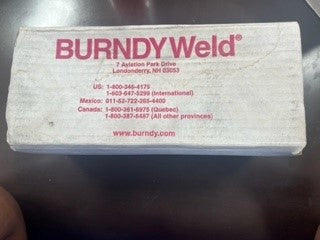 BURNDYWeld®
7 Aviation Park Drive
Londonderry, NH 03053
US: 1-800-346-4175
1-603-647-5299 (International)
Mexico: 011-52-722-265-4400
Canada: 1-800-361-6975 (Quebec)
1-800-387-6487 (All other provinces)
www.burndy.com